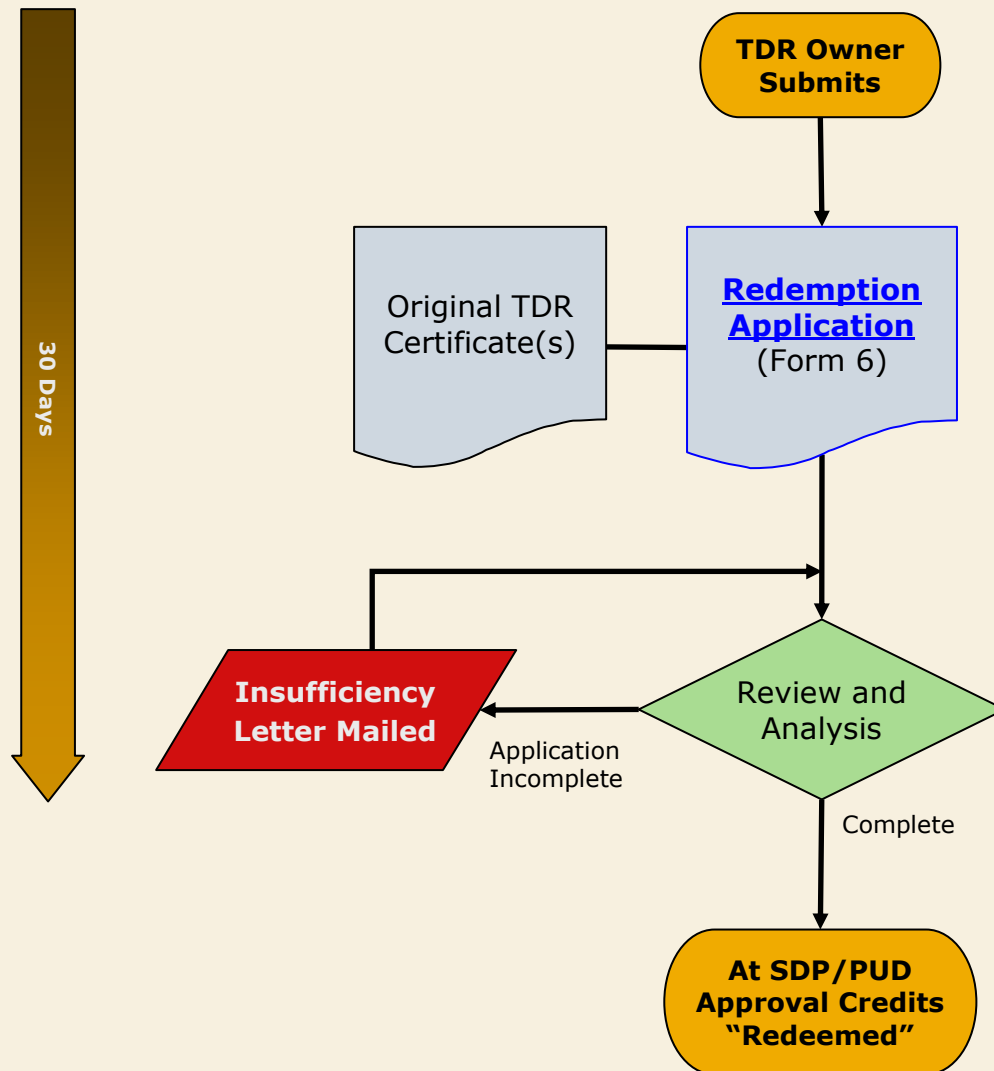 TDR Owner
Submits
Original TDR
Certificate(s)
Redemption
Application
(Form 6)
30 Days
Insufficiency
Letter Mailed
Review and
Analysis
Application
Incomplete
Complete
At SDP/PUD
Approval Credits
“Redeemed”